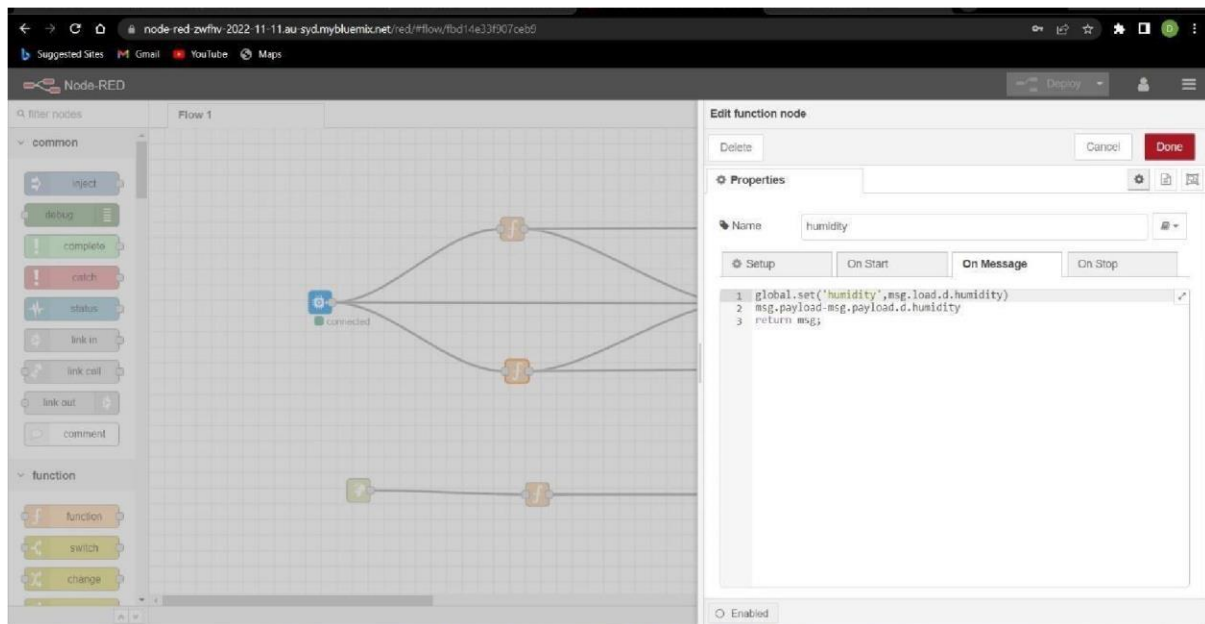 node-red-zwfhv-2022-11-11.au-syd.mybluemix.net/red/#flow/fbd14e33f907ceb9
Suggested Sites Gmail YouTube Maps
Node-RED
Deploy
filter nodes
Flow 1
common
inject
debug
complete
catch
status
link in
link call
link out
comment
function
function
switch
change
connected
Edit function node
Delete Cancel Done
Properties
Name humidity
Setup On Start On Message On Stop
1 global.set('humidity',msg.load.d.humidity)
2 msg.payload-msg.payload.d.humidity
3 return msg;
Enabled
D